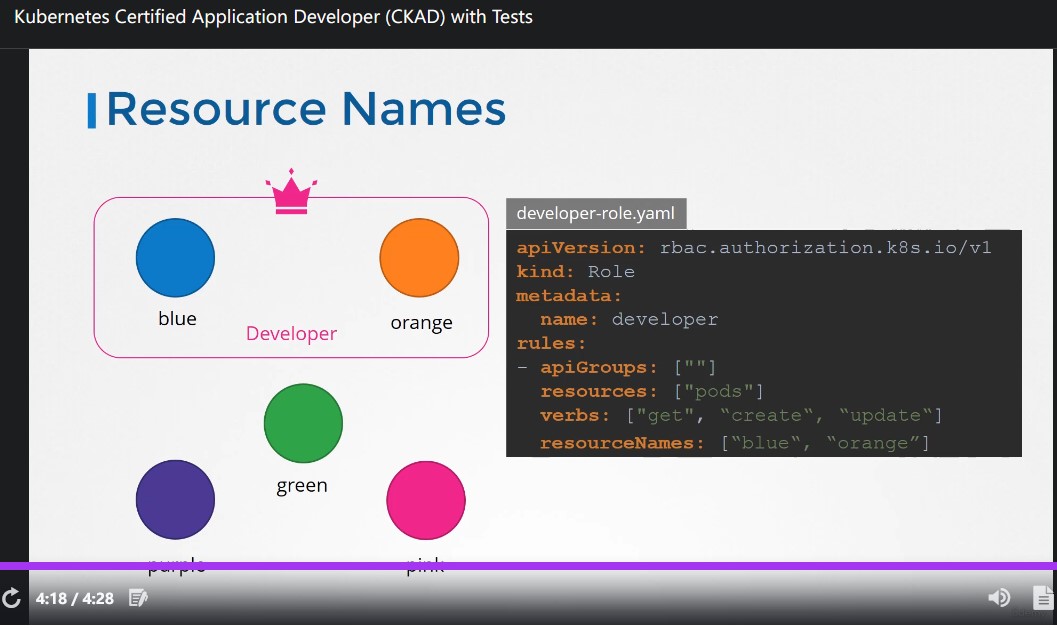 Kubernetes Certified Application Developer (CKAD) with Tests
Resource Names
blue
orange
Developer
green
purple
pink
developer-role.yaml
apiVersion: rbac.authorization.k8s.io/v1
kind: Role
metadata:
  name: developer
rules:
- apiGroups: [""]
  resources: ["pods"]
  verbs: ["get", “create“, “update“]
  resourceNames: [“blue“, “orange”]
4:18 / 4:28